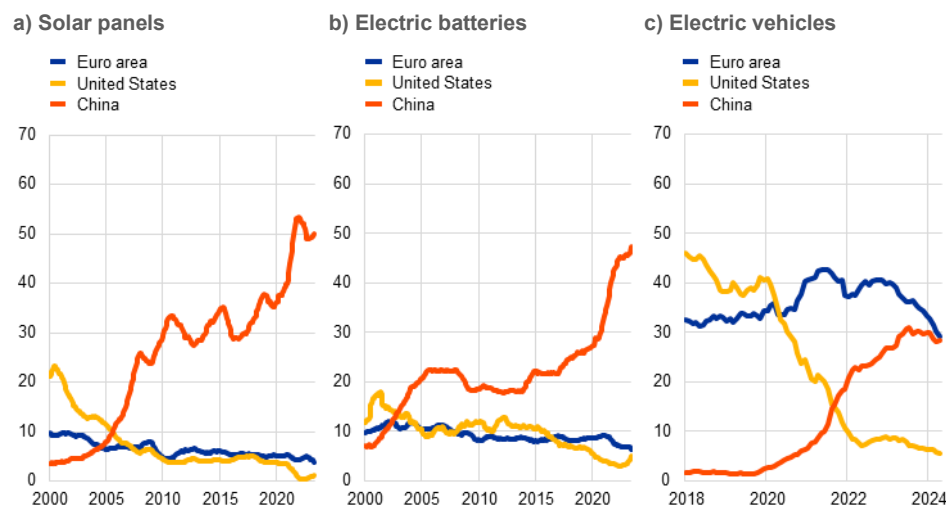 a) Solar panels
Euro area
United States
China
70
60
50
40
30
20
10
0
2000 2005 2010 2015 2020
b) Electric batteries
Euro area
United States
China
70
60
50
40
30
20
10
0
2000 2005 2010 2015 2020
c) Electric vehicles
Euro area
United States
China
70
60
50
40
30
20
10
0
2018 2020 2022 2024